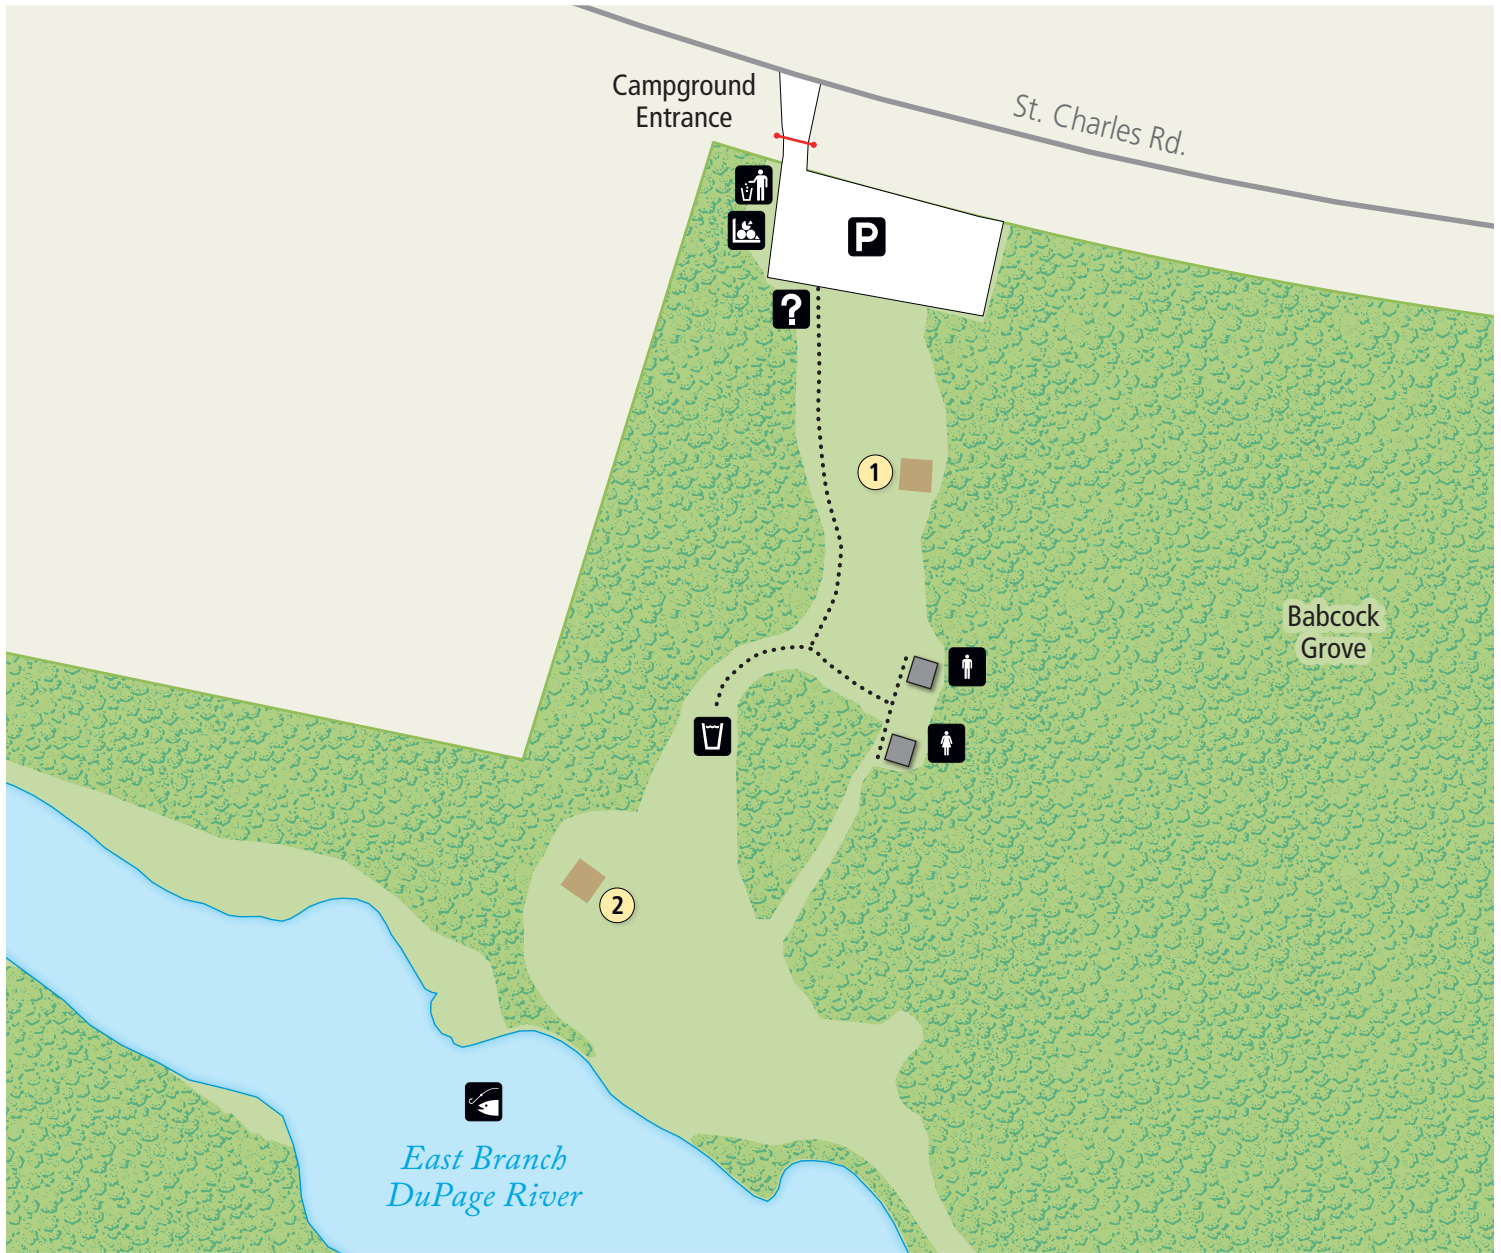 Campground
Entrance
St. Charles Rd.
P
?
1
Babcock
Grove
2
East Branch
DuPage River